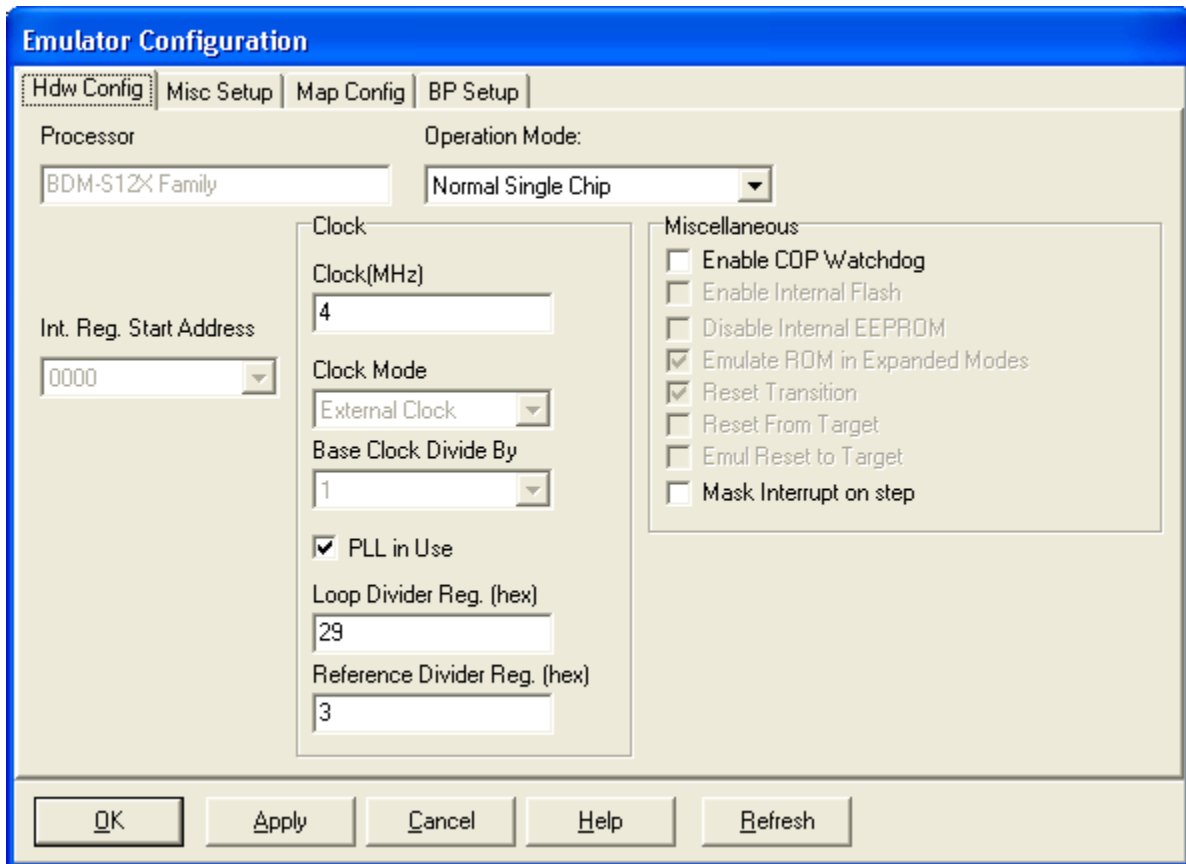 Emulator Configuration
Hdw Config
Misc Setup
Map Config
BP Setup
Processor
BDM-S12X Family
Operation Mode:
Normal Single Chip
Int. Reg. Start Address
0000
Clock
Clock(MHz)
4
Clock Mode
External Clock
Base Clock Divide By
1
PLL in Use
Loop Divider Reg. (hex)
29
Reference Divider Reg. (hex)
3
Miscellaneous
Enable COP Watchdog
Enable Internal Flash
Disable Internal EEPROM
Emulate ROM in Expanded Modes
Reset Transition
Reset From Target
Emul Reset to Target
Mask Interrupt on step
OK
Apply
Cancel
Help
Refresh